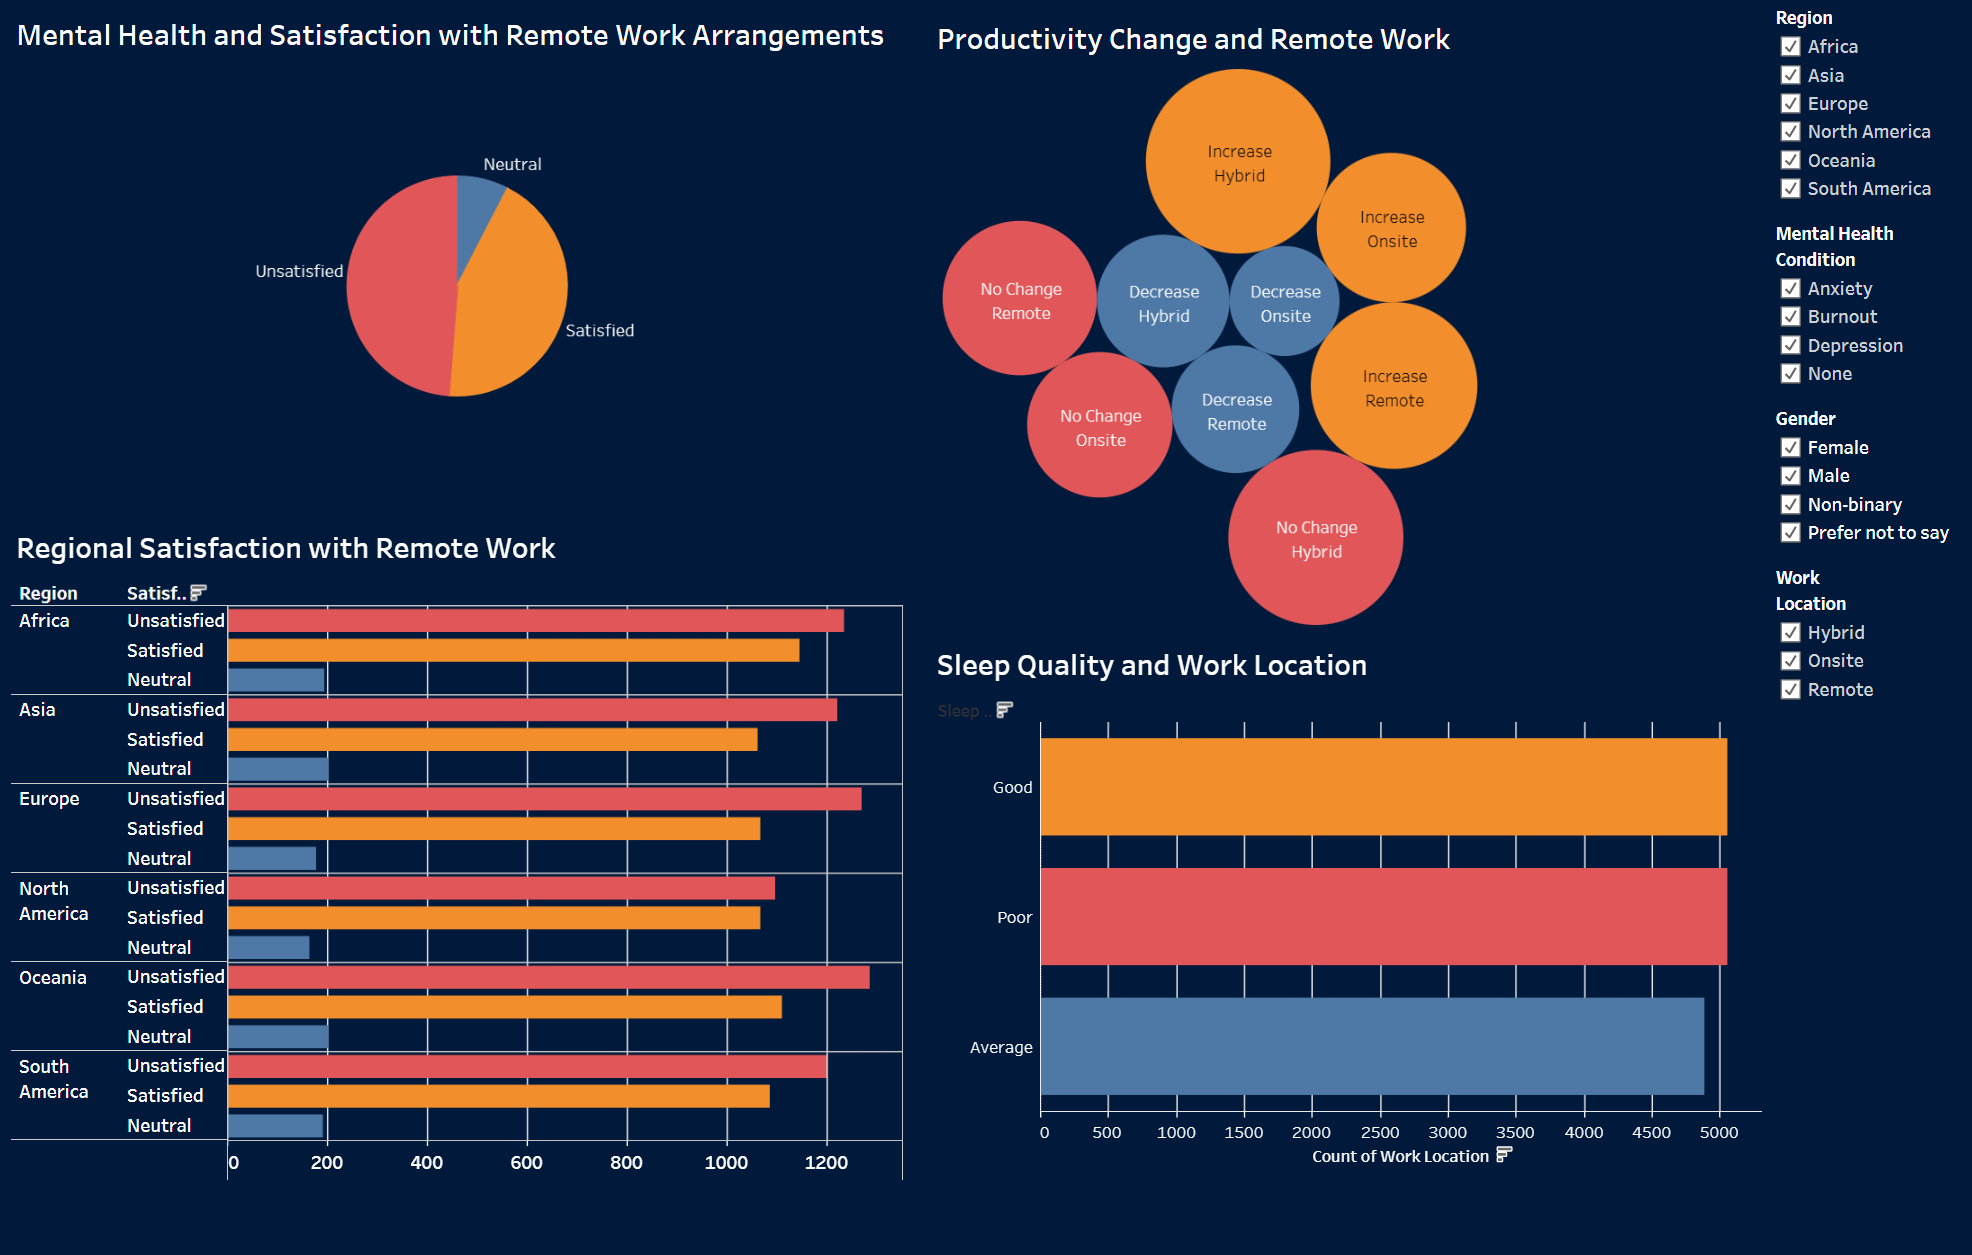 Mental Health and Satisfaction with Remote Work Arrangements
Neutral
Unsatisfied
Satisfied
Regional Satisfaction with Remote Work
Region Satisf..
Africa Unsatisfied
Satisfied
Neutral
Asia Unsatisfied
Satisfied
Neutral
Europe Unsatisfied
Satisfied
Neutral
North America Unsatisfied
Satisfied
Neutral
Oceania Unsatisfied
Satisfied
Neutral
South America Unsatisfied
Satisfied
Neutral
0 200 400 600 800 1000 1200
Productivity Change and Remote Work
Increase
Hybrid
Increase
Onsite
No Change
Remote
Decrease
Hybrid
Decrease
Onsite
Increase
Remote
No Change
Onsite
Decrease
Remote
No Change
Hybrid
Sleep Quality and Work Location
Sleep ..
Good
Poor
Average
0 500 1000 1500 2000 2500 3000 3500 4000 4500 5000
Count of Work Location
Region
Africa
Asia
Europe
North America
Oceania
South America
Mental Health
Condition
Anxiety
Burnout
Depression
None
Gender
Female
Male
Non-binary
Prefer not to say
Work
Location
Hybrid
Onsite
Remote